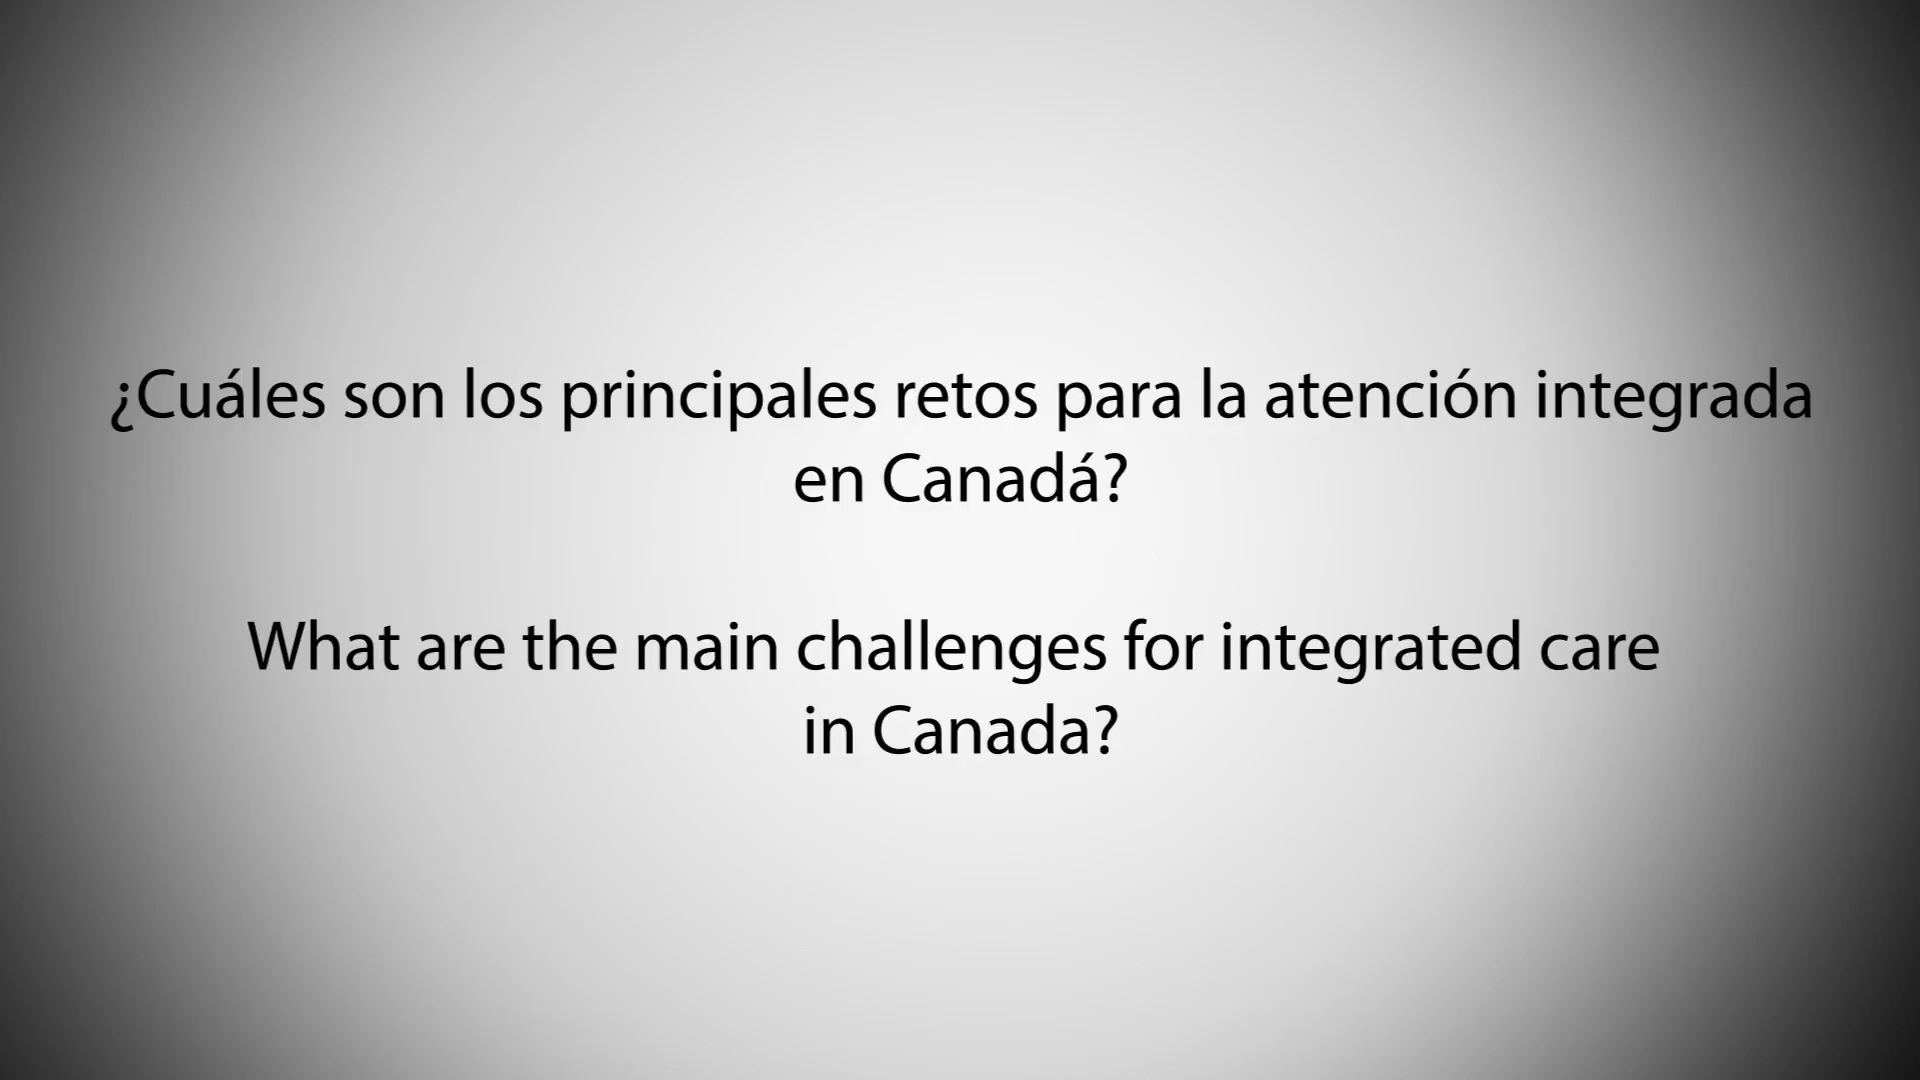 ¿Cuáles son los principales retos para la atención integrada
en Canadá?
What are the main challenges for integrated care
in Canada?